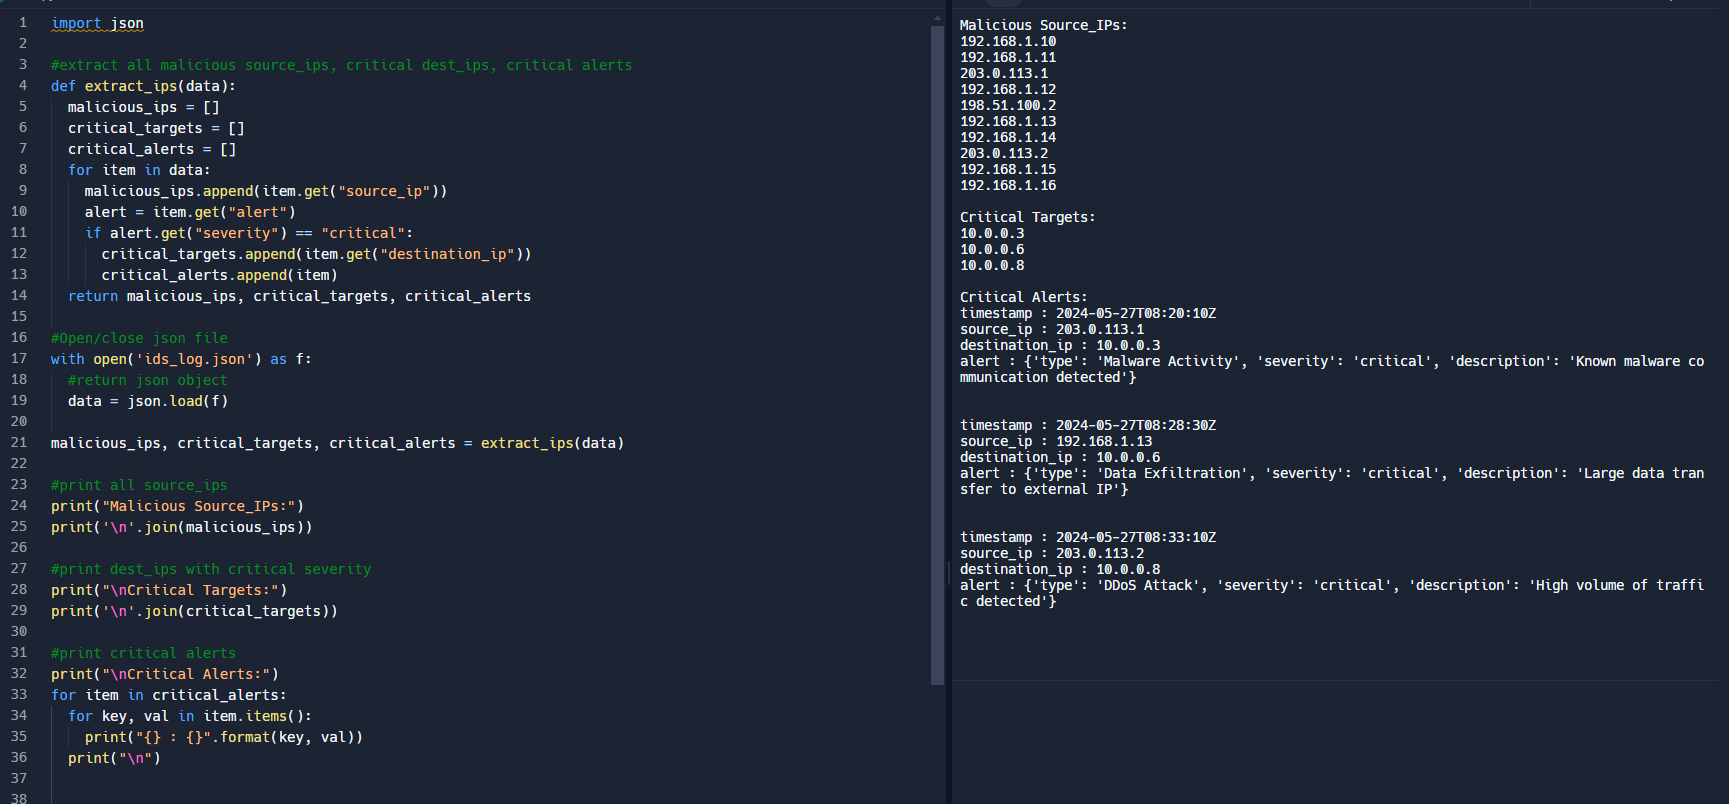 1 import json
2
3 #extract all malicious source_ips, critical dest_ips, critical alerts
4 def extract_ips(data):
5   malicious_ips = []
6   critical_targets = []
7   critical_alerts = []
8   for item in data:
9     malicious_ips.append(item.get("source_ip"))
10     alert = item.get("alert")
11     if alert.get("severity") == "critical":
12       critical_targets.append(item.get("destination_ip"))
13       critical_alerts.append(item)
14   return malicious_ips, critical_targets, critical_alerts
15
16 #Open/close json file
17 with open('ids_log.json') as f:
18   #return json object
19   data = json.load(f)
20
21 malicious_ips, critical_targets, critical_alerts = extract_ips(data)
22
23 #print all source_ips
24 print("Malicious Source_IPs:")
25 print('\n'.join(malicious_ips))
26
27 #print dest_ips with critical severity
28 print("\nCritical Targets:")
29 print('\n'.join(critical_targets))
30
31 #print critical alerts
32 print("\nCritical Alerts:")
33 for item in critical_alerts:
34   for key, val in item.items():
35     print("{} : {}".format(key, val))
36   print("\n")
37
38
Malicious Source_IPs:
192.168.1.10
192.168.1.11
203.0.113.1
192.168.1.12
198.51.100.2
192.168.1.13
192.168.1.14
203.0.113.2
192.168.1.15
192.168.1.16

Critical Targets:
10.0.0.3
10.0.0.6
10.0.0.8

Critical Alerts:
timestamp : 2024-05-27T08:20:10Z
source_ip : 203.0.113.1
destination_ip : 10.0.0.3
alert : {'type': 'Malware Activity', 'severity': 'critical', 'description': 'Known malware co
mmunication detected'}

timestamp : 2024-05-27T08:28:30Z
source_ip : 192.168.1.13
destination_ip : 10.0.0.6
alert : {'type': 'Data Exfiltration', 'severity': 'critical', 'description': 'Large data tran
sfer to external IP'}

timestamp : 2024-05-27T08:33:10Z
source_ip : 203.0.113.2
destination_ip : 10.0.0.8
alert : {'type': 'DDoS Attack', 'severity': 'critical', 'description': 'High volume of traffi
c detected'}